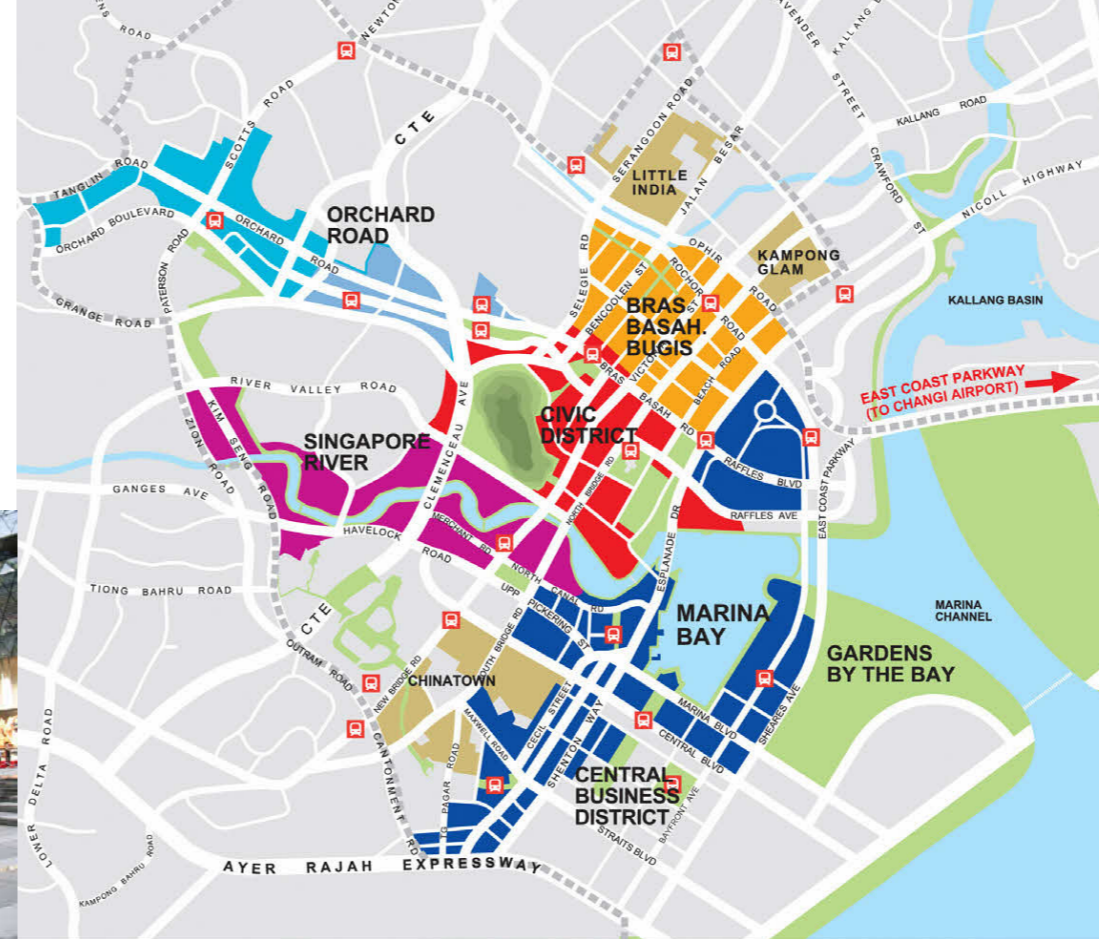 ROAD
NEWTON
SCOTTS ROAD
CTE
TANGLIN ROAD
ORCHARD BOULEVARD
PATERSON ROAD
ORCHARD ROAD
ORCHARD
ROAD
GRANGE ROAD
SERANGOON ROAD
JALAN BESAR
LITTLE
INDIA
STREET
KALLANG
KALLANG ROAD
CRAWFORD ST
NICOLL HIGHWAY
KAMPONG
GLAM
OPHIR ROAD
ROCHOR ROAD
SELEGIE RD
BENCOOLEN ST
VICTORIA ST
BRAS
BASAH.
BUGIS
BEACH ROAD
BRAS BASAH RD
KALLANG BASIN
EAST COAST PARKWAY
(TO CHANGI AIRPORT)
RIVER VALLEY ROAD
KIM SENG ROAD
ZION ROAD
SINGAPORE
RIVER
CLEMENCEAU AVE
CIVIC
DISTRICT
NORTH BRIDGE RD
RAFFLES BLVD
RAFFLES AVE
EAST COAST PARKWAY
ESPLANADE DR
GANGES AVE
HAVELOCK ROAD
MERCHANT RD
NORTH CANAL RD
UPP PICKERING ST
TIONG BAHRU ROAD
CTE
OUTRAM ROAD
NEW BRIDGE RD
SOUTH BRIDGE RD
CHINATOWN
MARINA
BAY
MARINA
CHANNEL
GARDENS
BY THE BAY
SHEARES AVE
MARINA BLVD
CENTRAL BLVD
CECIL STREET
SHENTON WAY
MAXWELL ROAD
CENTRAL
BUSINESS
DISTRICT
BAYFRONT AVE
STRAITS BLVD
PAGAR ROAD
CANTONMENT RD
LOWER DELTA ROAD
KAMPONG BAHRU ROAD
AYER RAJAH EXPRESSWAY